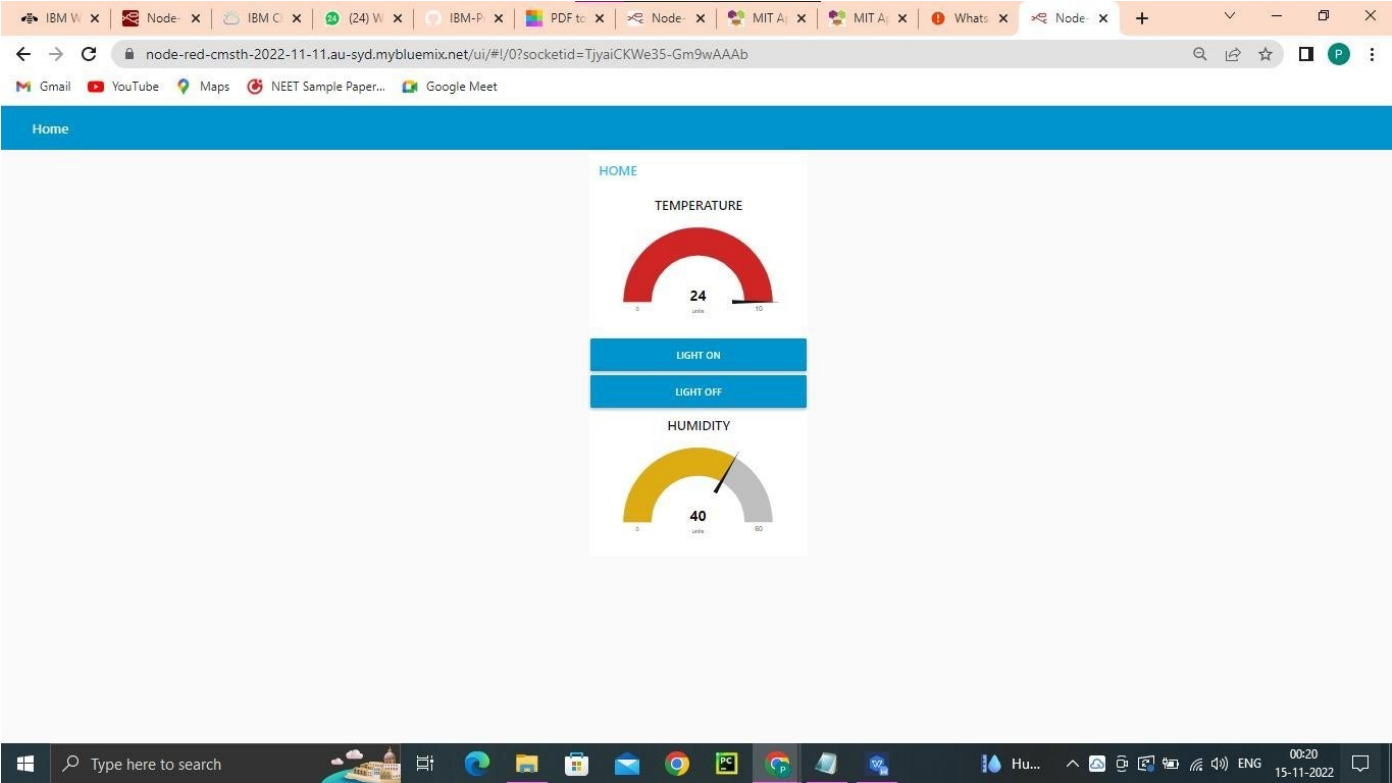 IBM W Node- IBM Cl (24) W IBM-P PDF to Node- MIT A MIT A Whats Node-
node-red-cmsth-2022-11-11.au-syd.mybluemix.net/ui/#!/0?socketid=TjyaiCKWe35-Gm9wAAAb P
Gmail YouTube Maps NEET Sample Paper... Google Meet
Home
HOME
TEMPERATURE
24
0 units 10
LIGHT ON
LIGHT OFF
HUMIDITY
40
0 units 60
Type here to search Hu... ENG 00:20
15-11-2022